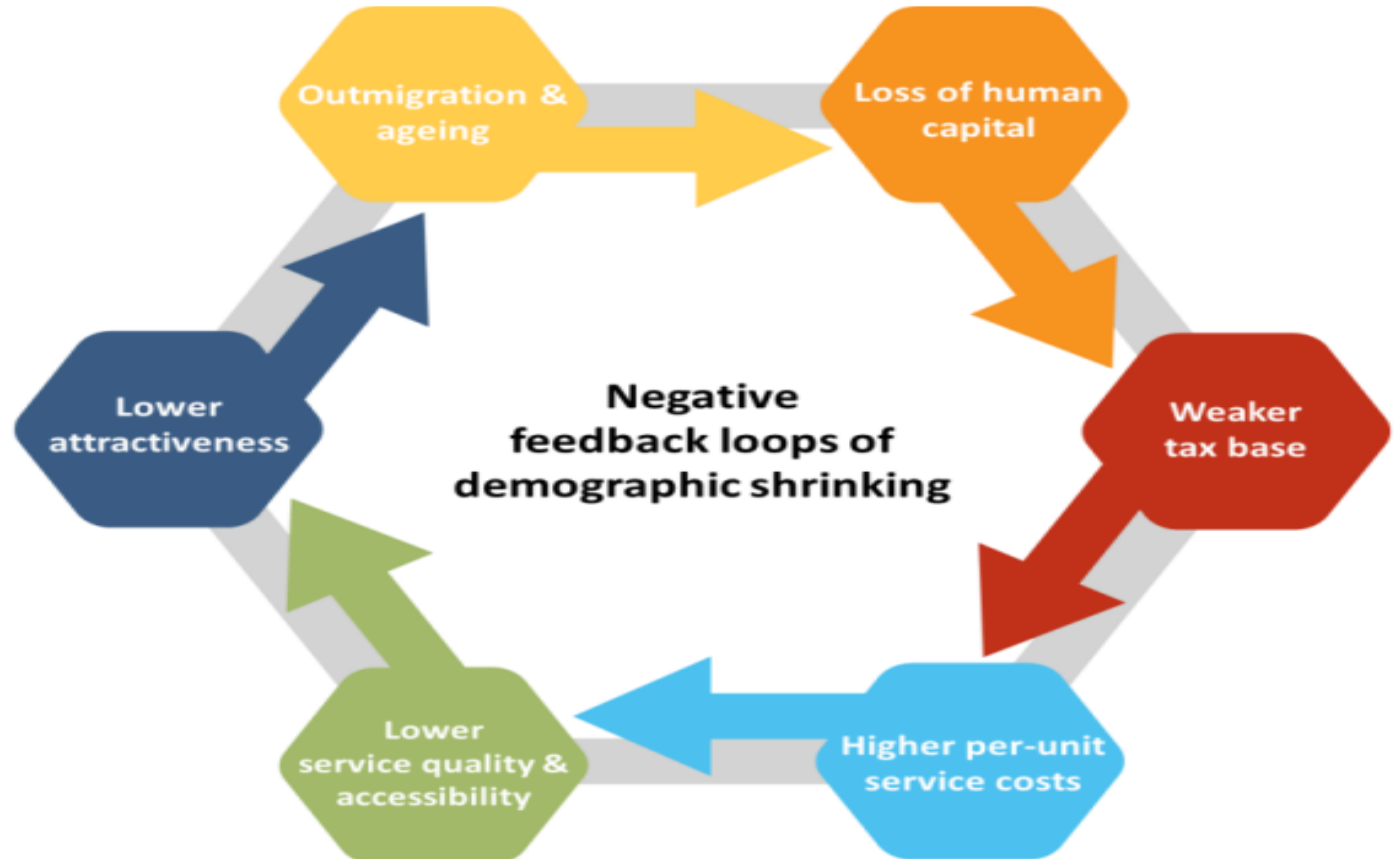 Outmigration &
ageing
Loss of human
capital
Weaker
tax base
Higher per-unit
service costs
Lower
service quality &
accessibility
Lower
attractiveness
Negative
feedback loops of
demographic shrinking